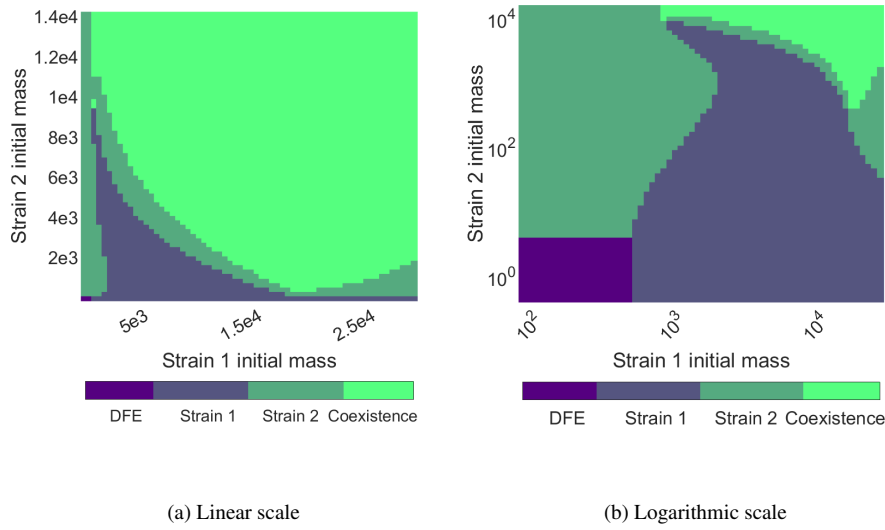 1.4e4
1.2e4
1e4
8e3
6e3
4e3
2e3
Strain 2 initial mass
5e3
1.5e4
2.5e4
Strain 1 initial mass
DFE Strain 1 Strain 2 Coexistence
(a) Linear scale
10^4
10^2
10^0
Strain 2 initial mass
10^2
10^3
10^4
Strain 1 initial mass
DFE Strain 1 Strain 2 Coexistence
(b) Logarithmic scale